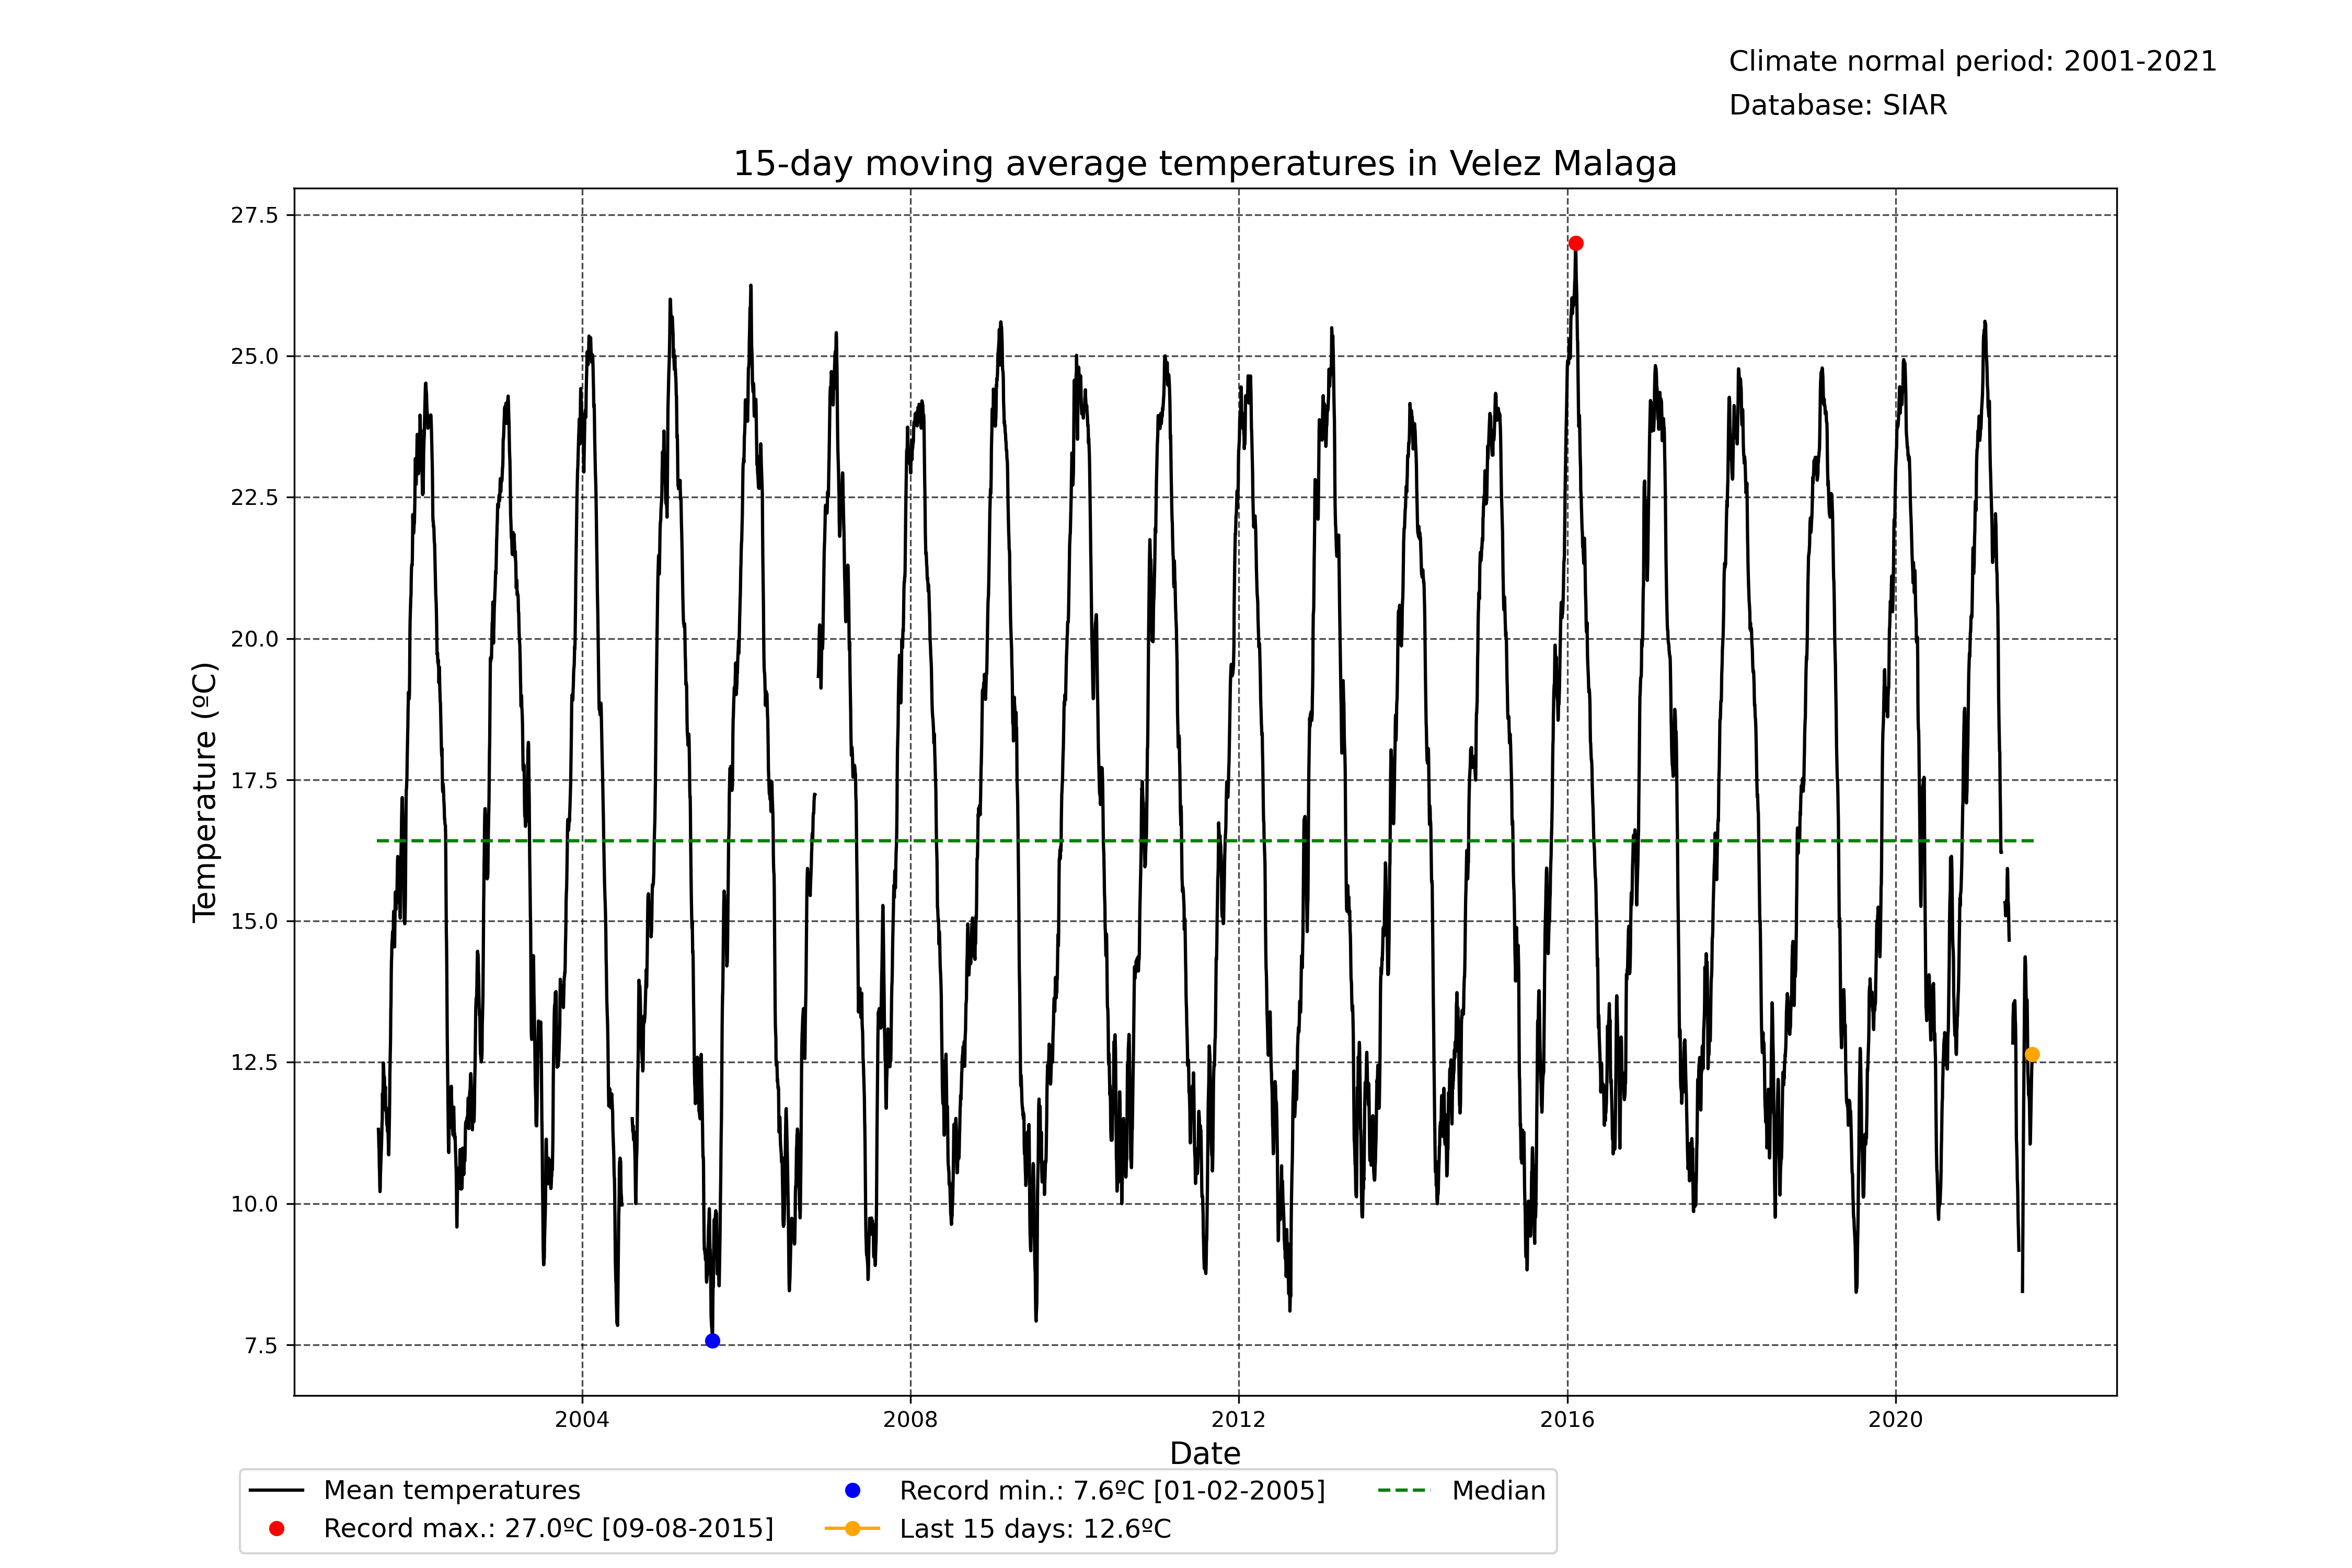 Climate normal period: 2001-2021
Database: SIAR
15-day moving average temperatures in Velez Malaga
27.5
25.0
22.5
20.0
17.5
15.0
12.5
10.0
7.5
Temperature (ºC)
2004 2008 2012 2016 2020
Date
Mean temperatures
Record max.: 27.0ºC [09-08-2015]
Record min.: 7.6ºC [01-02-2005]
Last 15 days: 12.6ºC
Median